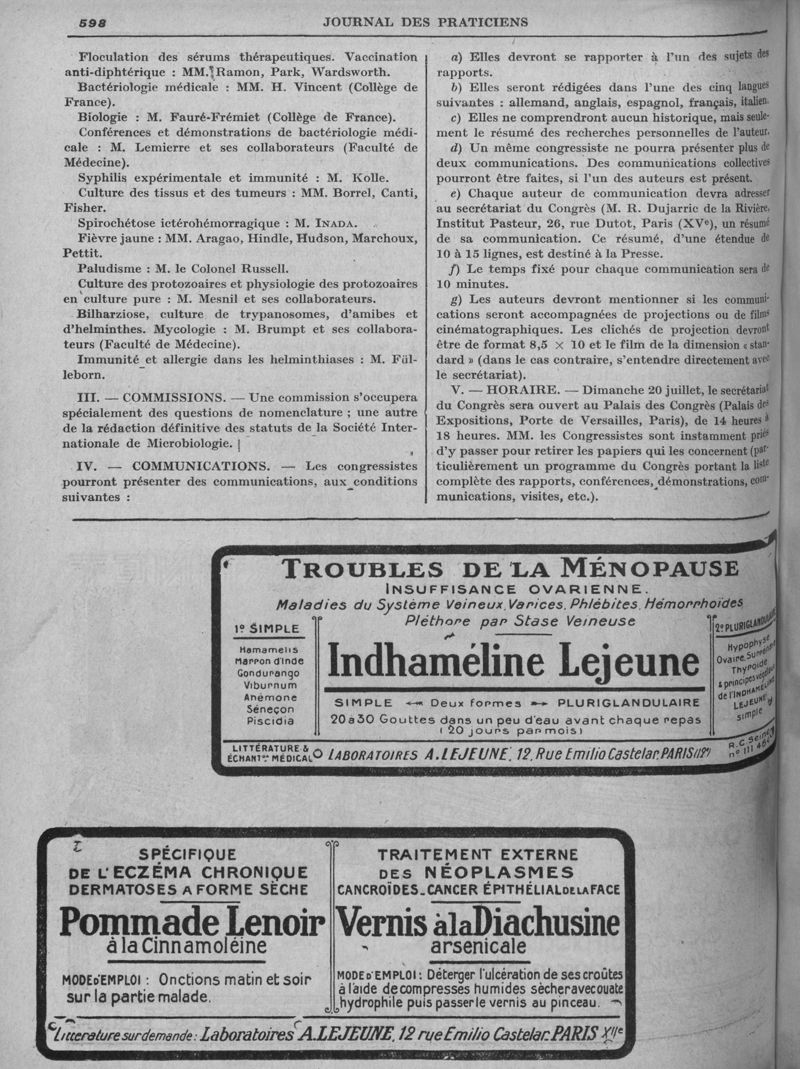 598
JOURNAL DES PRATICIENS
Floculation des sérums thérapeutiques. Vaccination
anti-diphtérique : MM. Ramon, Park, Wardsworth.
Bactériologie médicale : MM. H. Vincent (Collège de
France).
Biologie : M. Fauré-Frémiet (Collège de France).
Conférences et démonstrations de bactériologie médi-
cale : M. Lemierre et ses collaborateurs (Faculté de
Médecine).
Syphilis expérimentale et immunité : M. Kolle.
Culture des tissus et des tumeurs : MM. Borrel, Canti,
Fisher.
Spirochétose ictérohémorragique : M. INADA.
Fièvre jaune : MM. Aragao, Hindle, Hudson, Marchoux,
Pettit.
Paludisme : M. le Colonel Russell.
Culture des protozoaires et physiologie des protozoaires
en culture pure : M. Mesnil et ses collaborateurs.
Bilharziose, culture de trypanosomes, d'amibes et
d'helminthes. Mycologie : M. Brumpt et ses collabora-
teurs (Faculté de Médecine).
Immunité et allergie dans les helminthiases : M. Fül-
leborn.
III. — COMMISSIONS. — Une commission s'occupera
spécialement des questions de nomenclature ; une autre
de la rédaction définitive des statuts de la Société Inter-
nationale de Microbiologie.
IV. — COMMUNICATIONS. — Les congressistes
pourront présenter des communications, aux conditions
suivantes :
a) Elles devront se rapporter à l'un des sujets des
rapports.
b) Elles seront rédigées dans l'une des cinq langues
suivantes : allemand, anglais, espagnol, français, italien.
c) Elles ne comprendront aucun historique, mais seule-
ment le résumé des recherches personnelles de l'auteur.
d) Un même congressiste ne pourra présenter plus de
deux communications. Des communications collectives
pourront être faites, si l'un des auteurs est présent.
e) Chaque auteur de communication devra adresser
au secrétariat du Congrès (M. R. Dujarric de la Rivière,
Institut Pasteur, 26, rue Dutot, Paris (XVe), un résumé
de sa communication. Ce résumé, d'une étendue de
10 à 15 lignes, est destiné à la Presse.
f) Le temps fixé pour chaque communication sera de
10 minutes.
g) Les auteurs devront mentionner si les communi-
cations seront accompagnées de projections ou de films
cinématographiques. Les clichés de projection devront
être de format 8,5 × 10 et le film de la dimension « stan-
dard » (dans le cas contraire, s'entendre directement avec
le secrétariat).
V. — HORAIRE. — Dimanche 20 juillet, le secrétariat
du Congrès sera ouvert au Palais des Congrès (Palais des
Expositions, Porte de Versailles, Paris), de 14 heures à
18 heures. MM. les Congressistes sont instamment priés
d'y passer pour retirer les papiers qui les concernent (par-
ticulièrement un programme du Congrès portant la liste
complète des rapports, conférences, démonstrations, com-
munications, visites, etc.).
TROUBLES DE LA MÉNOPAUSE
INSUFFISANCE OVARIENNE.
Maladies du Système Veineux, Varices, Phlébites, Hémorrhoïdes
Pléthore par Stase Veineuse
1º SIMPLE
Hamamelis
Marron d'Inde
Condurango
Viburnum
Anémone
Séneçon
Piscidia
Indhaméline Lejeune
SIMPLE Deux formes PLURIGLANDULAIRE
20 à 30 Gouttes dans un peu d'eau avant chaque repas
(20 jours par mois)
2º PLURIGLANDULAIRE
Hypophyse
Ovaire, Surrénale
Thyroïde
& principes végétaux
de l'INDHAMÉLINE
LEJEUNE
simple
LITTÉRATURE &
ÉCHANTons MÉDICAL
LABORATOIRES A. LEJEUNE, 12, Rue Emilio Castelar, PARIS (12e)
R.C. Seine
nº 111 464
SPÉCIFIQUE
DE L'ECZÉMA CHRONIQUE
DERMATOSES A FORME SÈCHE
Pommade Lenoir
à la Cinnamoléine
MODE D'EMPLOI : Onctions matin et soir
sur la partie malade.
TRAITEMENT EXTERNE
DES NÉOPLASMES
CANCROÏDES_CANCER ÉPITHÉLIAL DE LA FACE
Vernis à la Diachusine
arsenicale
MODE D'EMPLOI : Déterger l'ulcération de ses croûtes
à l'aide de compresses humides sécher avec ouate
hydrophile puis passer le vernis au pinceau.
Littérature sur demande : Laboratoires A. LEJEUNE, 12 rue Emilio Castelar. PARIS XIIe